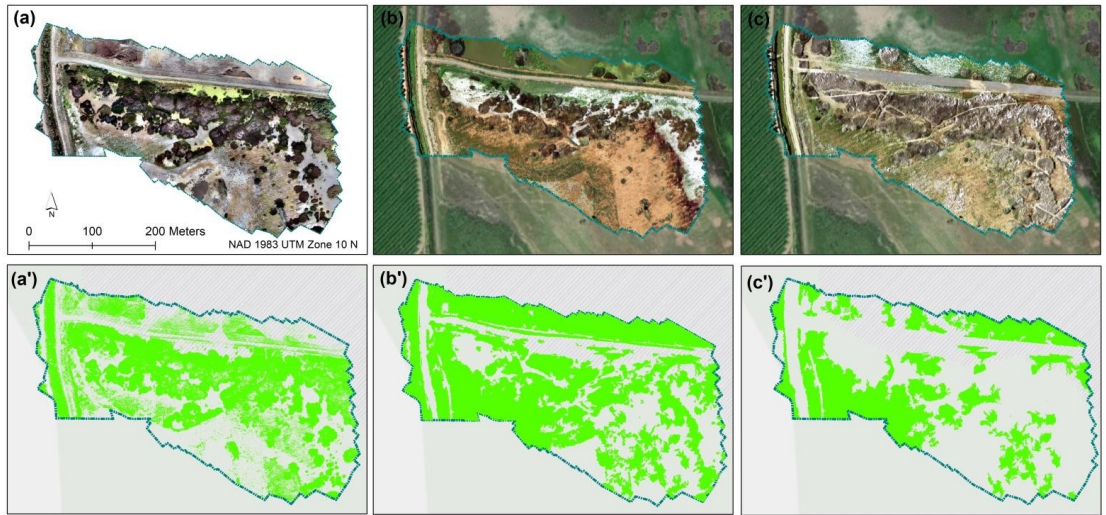 (a)
(b)
(c)
N
0 100 200 Meters
NAD 1983 UTM Zone 10 N
(a')
(b')
(c')